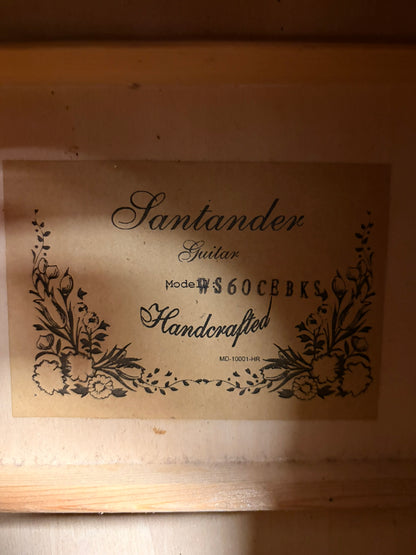 Santander
Guitar
Model: WS60CEBKS
Handcrafted
MD-10001-HR